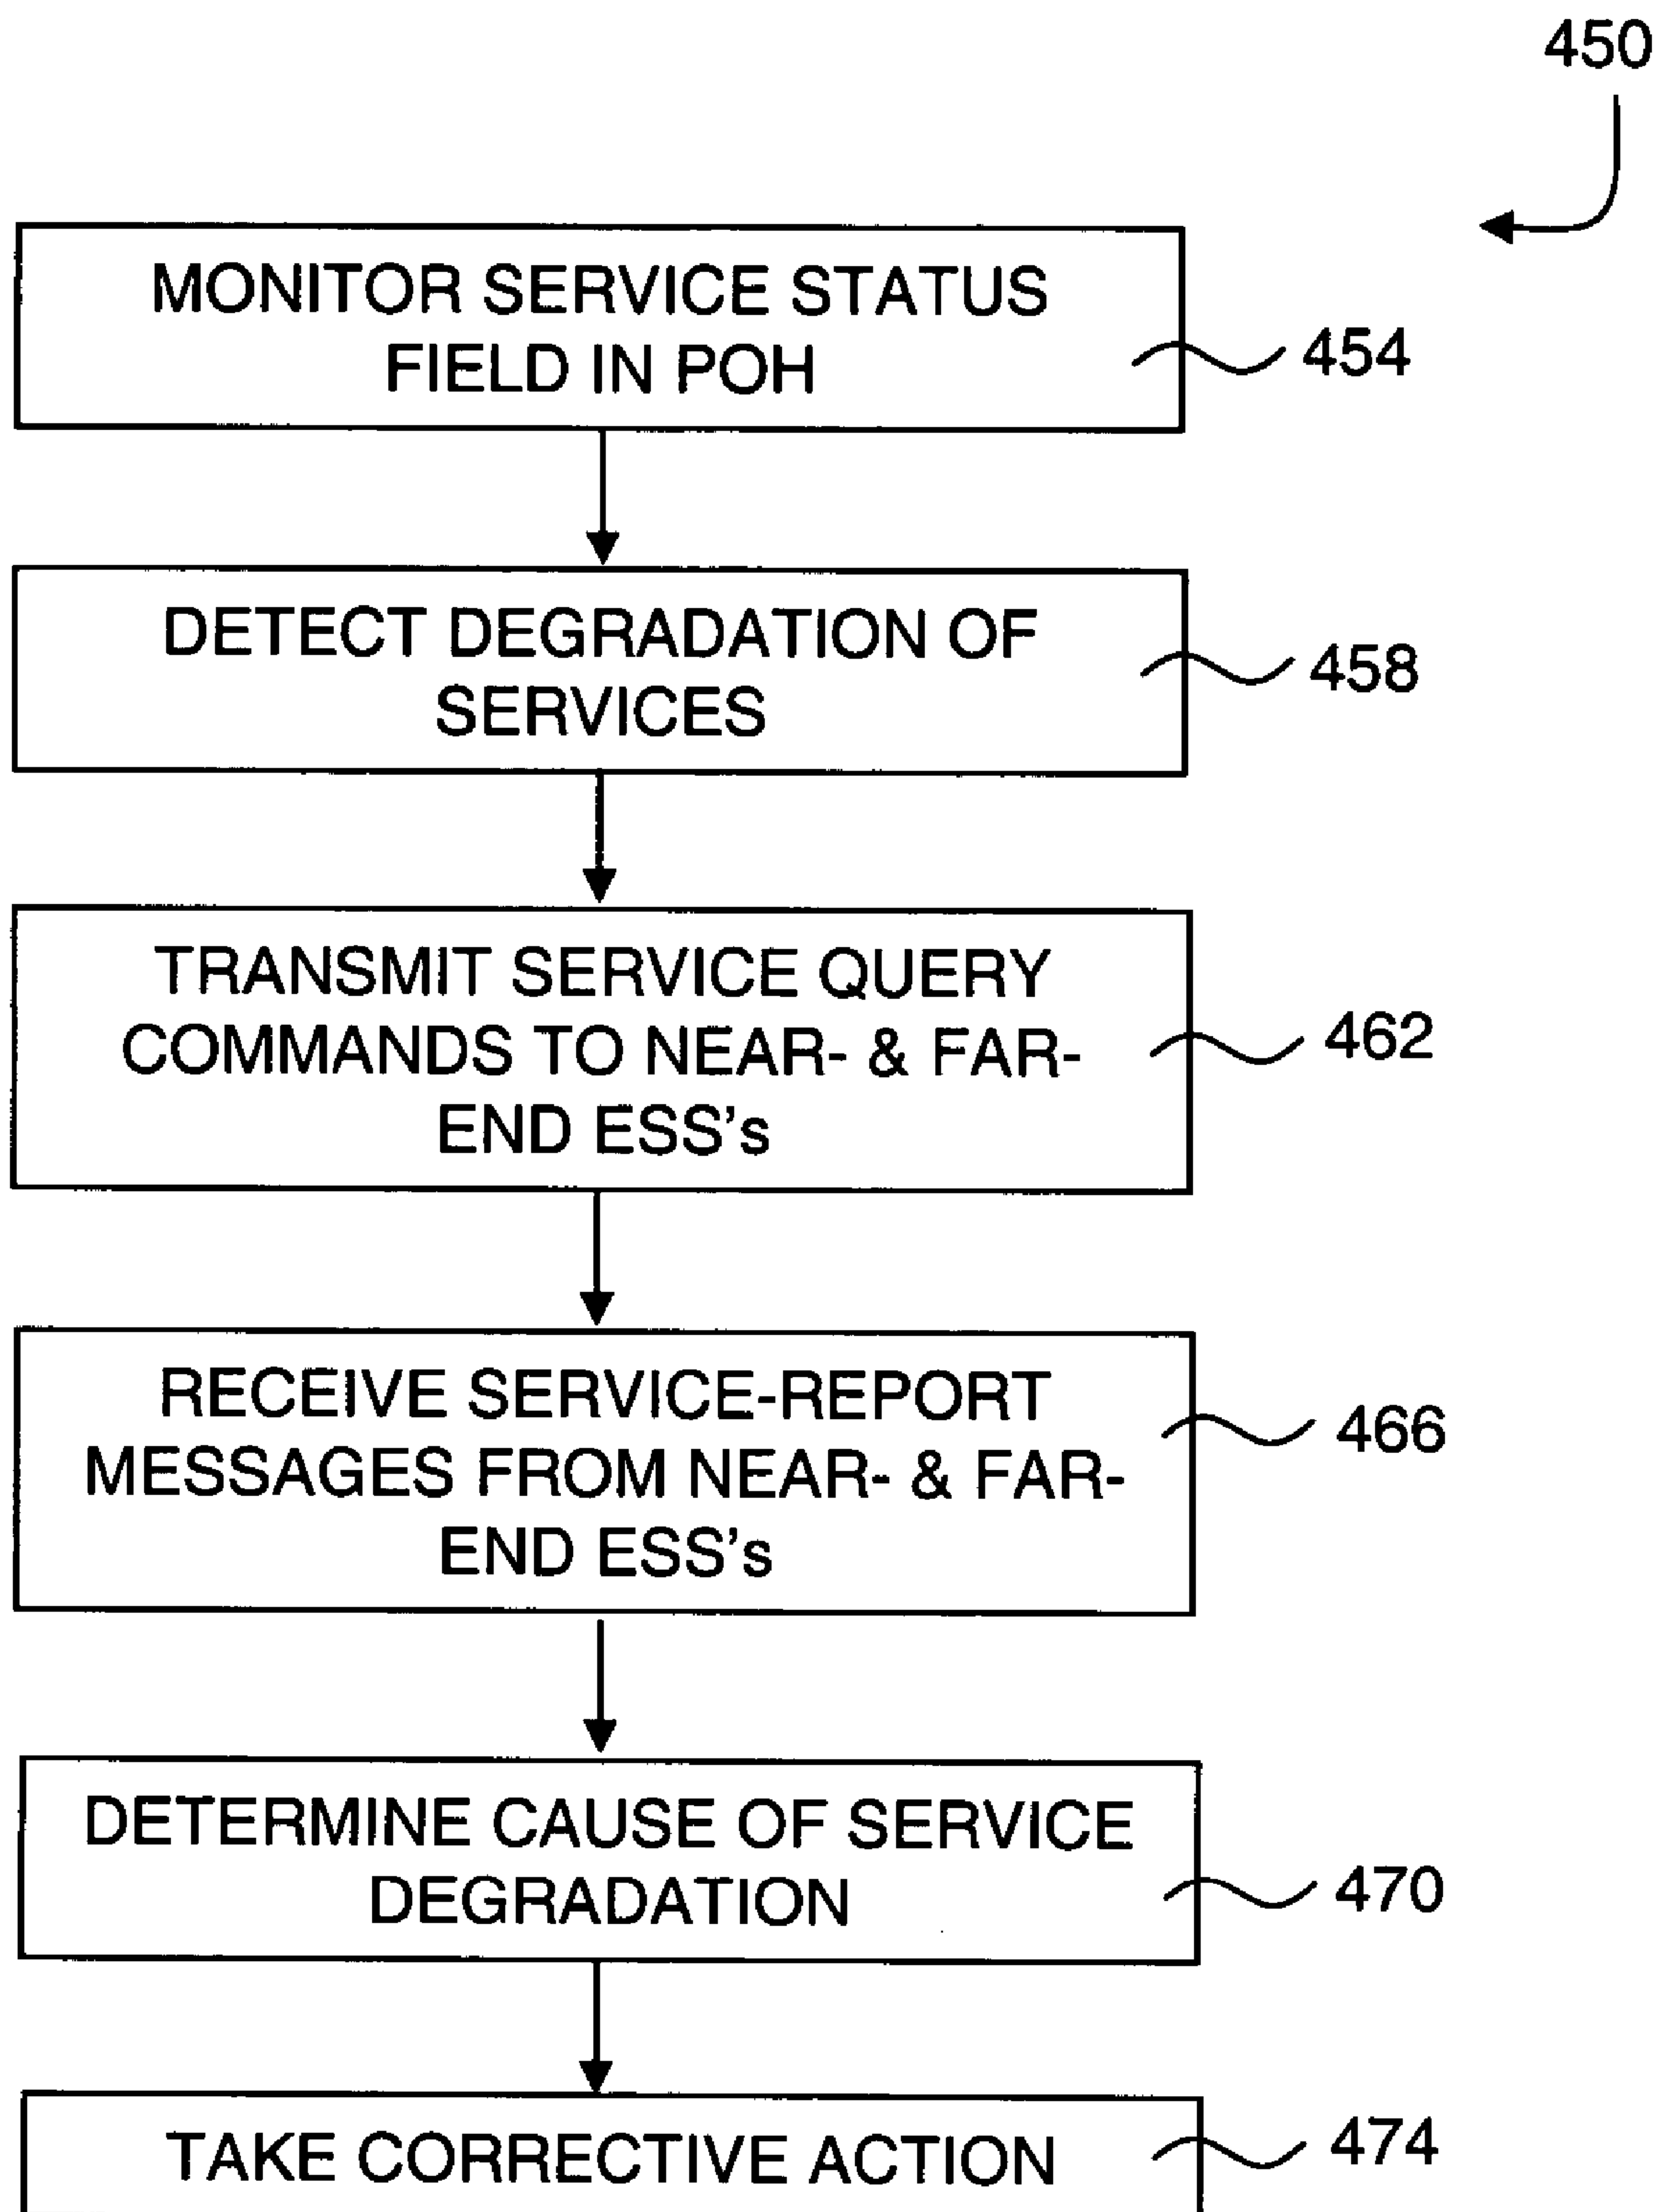 450
MONITOR SERVICE STATUS
FIELD IN POH
454
DETECT DEGRADATION OF
SERVICES
458
TRANSMIT SERVICE QUERY
COMMANDS TO NEAR- & FAR-
END ESS's
462
RECEIVE SERVICE-REPORT
MESSAGES FROM NEAR- & FAR-
END ESS's
466
DETERMINE CAUSE OF SERVICE
DEGRADATION
470
TAKE CORRECTIVE ACTION
474